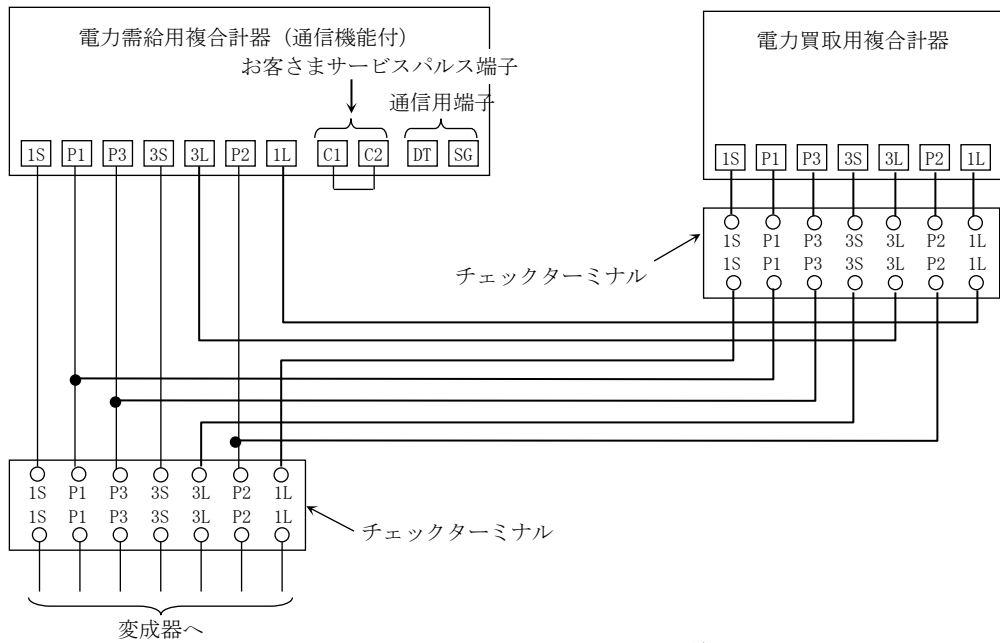 電力需給用複合計器（通信機能付）
お客さまサービスパルス端子
通信用端子
1S P1 P3 3S 3L P2 1L C1 C2 DT SG
電力買取用複合計器
1S P1 P3 3S 3L P2 1L
1S P1 P3 3S 3L P2 1L
1S P1 P3 3S 3L P2 1L
チェックターミナル
1S P1 P3 3S 3L P2 1L
1S P1 P3 3S 3L P2 1L
チェックターミナル
変成器へ